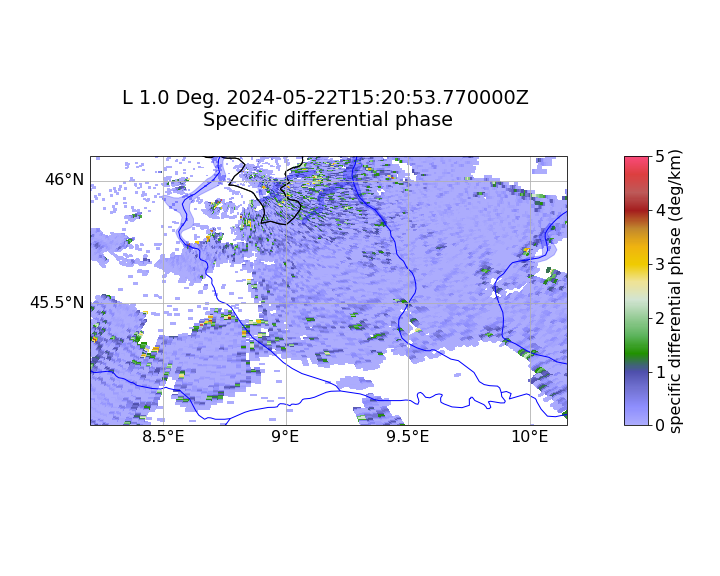 L 1.0 Deg. 2024-05-22T15:20:53.770000Z
Specific differential phase
46°N
45.5°N
8.5°E
9°E
9.5°E
10°E
5
4
3
2
1
0
specific differential phase (deg/km)